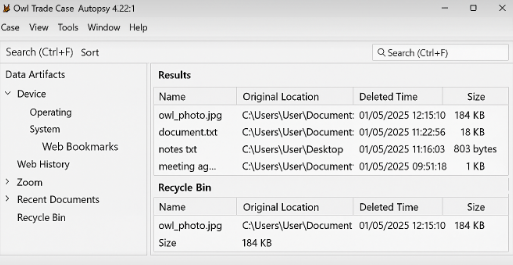 Owl Trade Case Autopsy 4.22:1
Case View Tools Window Help
Search (Ctrl+F) Sort
Search (Ctrl+F)
Data Artifacts
Device
Operating
System
Web Bookmarks
Web History
Zoom
Recent Documents
Recycle Bin
Results
Name Original Location Deleted Time Size
owl_photo.jpg C:\Users\User\Document 01/05/2025 12:15:10 184 KB
document.txt C:\Users\User\Document 01/05/2025 11:22:56 18 KB
notes txt C:\Users\User\Desktop 01/05/2025 11:16:03 803 bytes
meeting ag... C:\Users\User\Document 01/05/2025 09:51:18 1 KB
Recycle Bin
Name Original Location Deleted Time Size
owl_photo.jpg C:\Users\User\Document 01/05/2025 12:15:10 184 KB
Size 184 KB